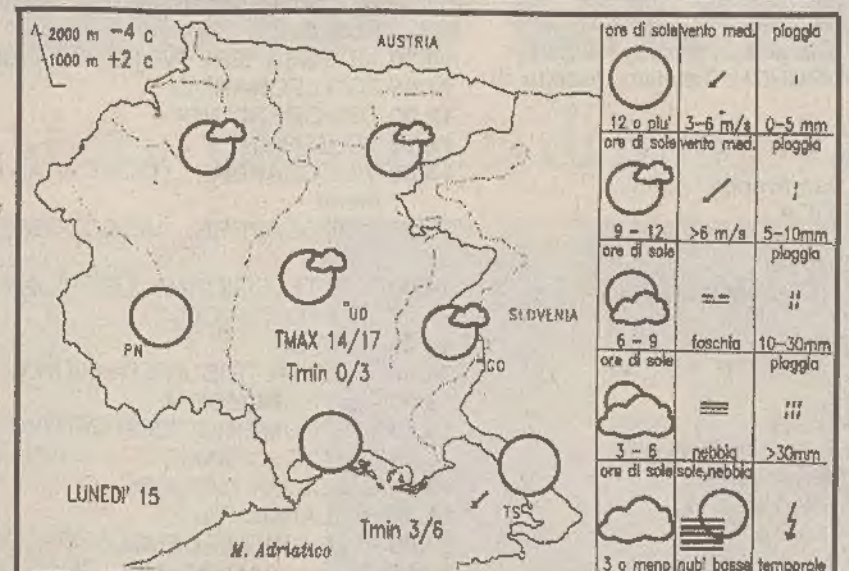 2000 m -4 c
1000 m +2 c
AUSTRIA
UD
SLOVENIA
PN
TMAX 14/17
Tmin 0/3
GO
LUNEDI' 15
TS
Tmin 3/6
M. Adriatico
ore di sole vento med. pioggia
12 o piu' 3-6 m/s 0-5 mm
ore di sole vento med. pioggia
9 - 12 >6 m/s 5-10mm
ore di sole pioggia
6 - 9 foschia 10-30mm
ore di sole pioggia
3 - 6 nebbia >30mm
ore di sole sole,nebbia
3 o meno nubi basse temporale